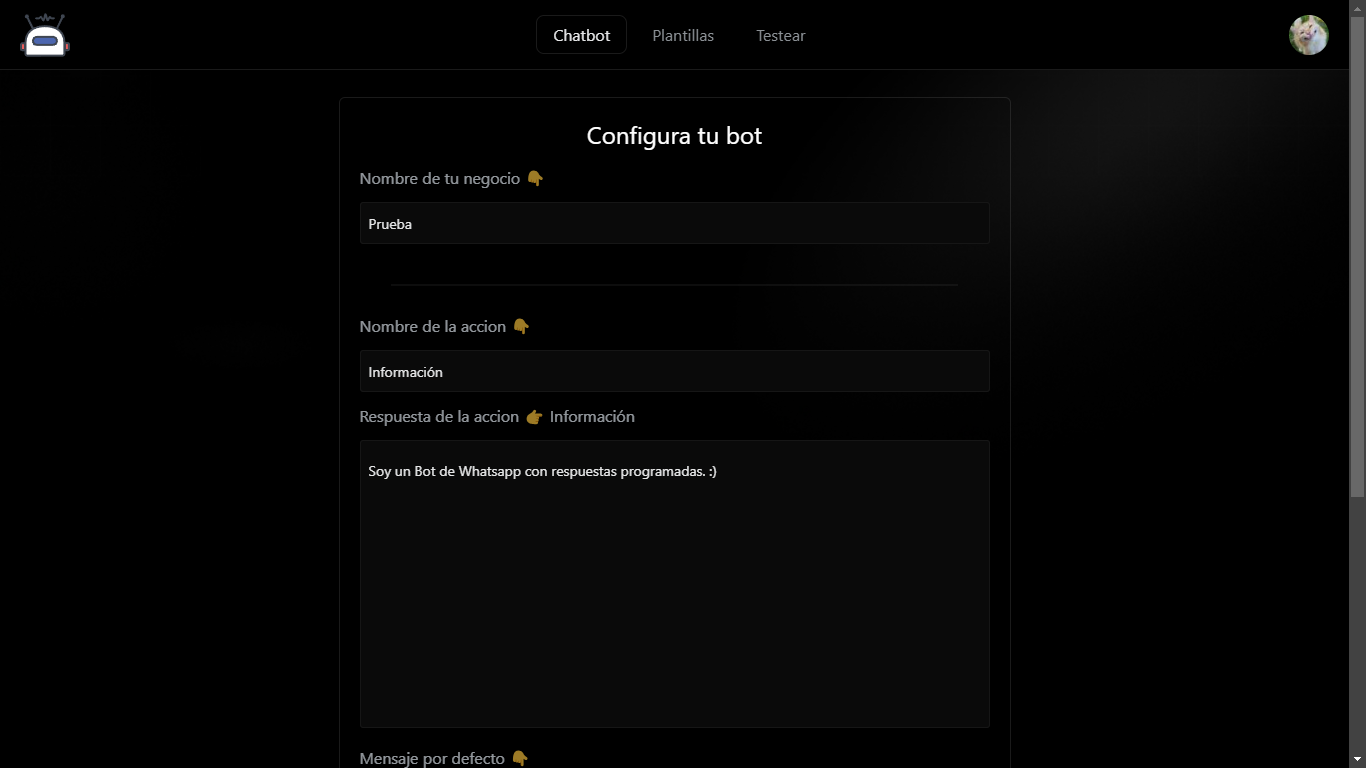 Chatbot Plantillas Testear
Configura tu bot
Nombre de tu negocio 👇
Prueba
Nombre de la accion 👇
Información
Respuesta de la accion 👉 Información
Soy un Bot de Whatsapp con respuestas programadas. :)
Mensaje por defecto 👇